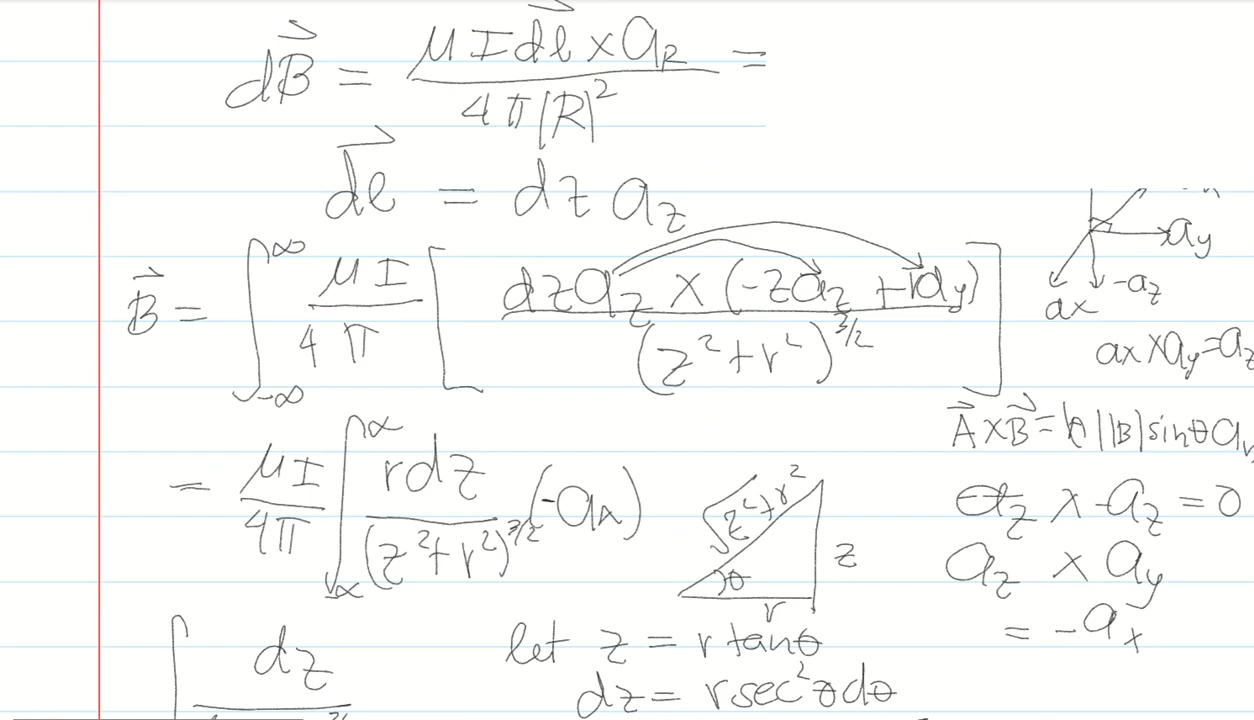 dB⃗ = μ I dl⃗ × a_R / 4π|R|² =
dl⃗ = dz a_z
B⃗ = ∫_{-∞}^{∞} μI / 4π [ dz a_z × (-z a_z + r a_y) / (z² + r²)^{3/2} ]
a_y
-a_z
a_x
a_x × a_y = a_z
= μI / 4π ∫_{-∞}^{∞} r dz / (z² + r²)^{3/2} (-a_x)
√z² + r²
z
θ
r
A⃗ × B⃗ = |A||B| sinθ a
a_z × -a_z = 0
a_z × a_y
= -a_x
∫ dz
let z = r tanθ
dz = r sec²θ dθ